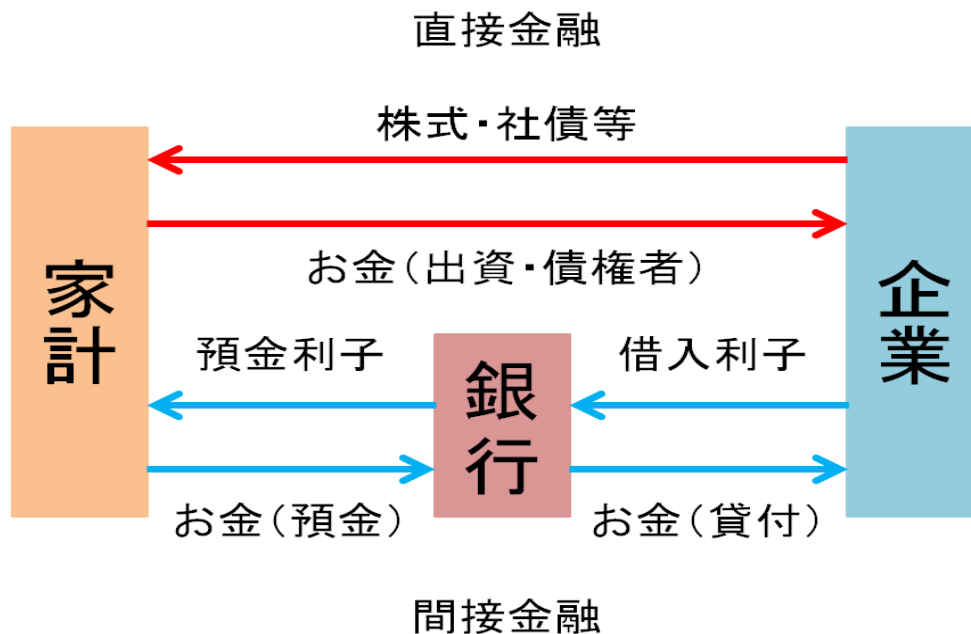 直接金融
株式・社債等
お金（出資・債権者）
家計
企業
預金利子
銀行
借入利子
お金（預金）
お金（貸付）
間接金融